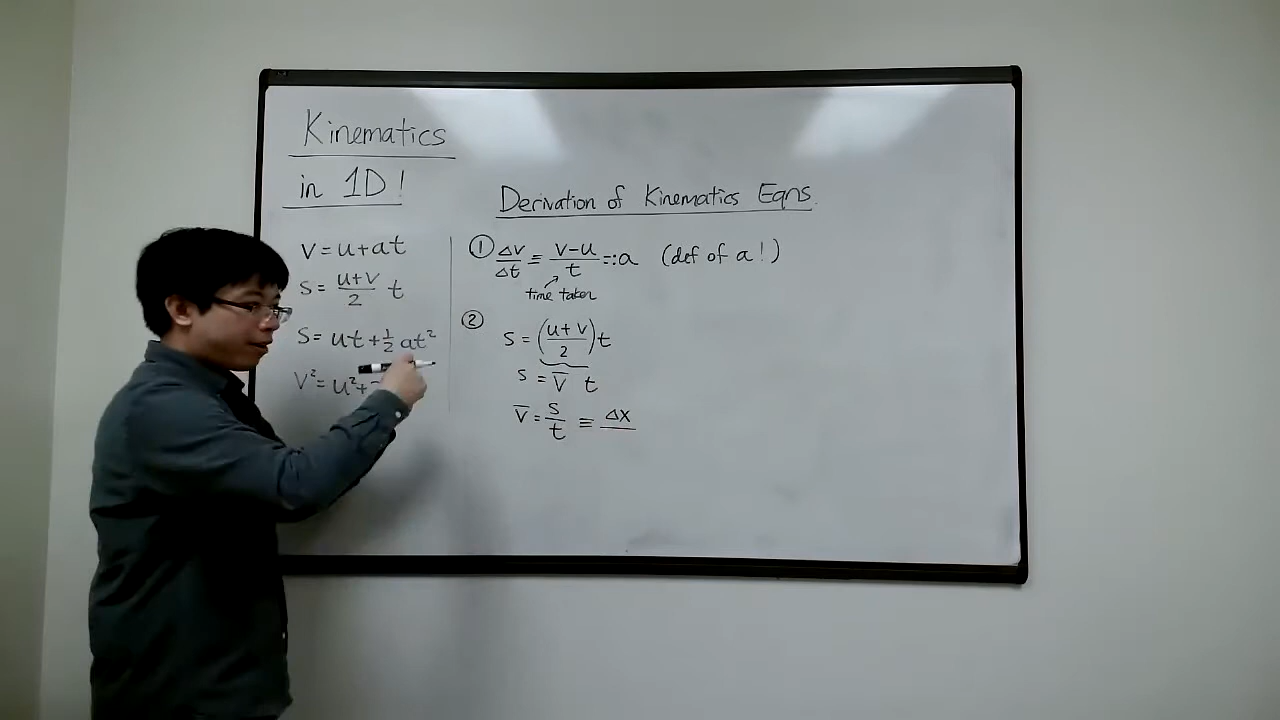 Kinematics
in 1D!
V = u + at
S = (u+v)/2 t
S = ut + ½ at²
V² = u² +
Derivation of Kinematics Eqns.
① Δv/Δt ≡ (v-u)/t =: a (def of a!)
time taken
②
S = ((u+v)/2) t
S = V̅ t
V̅ = S/t ≡ Δx